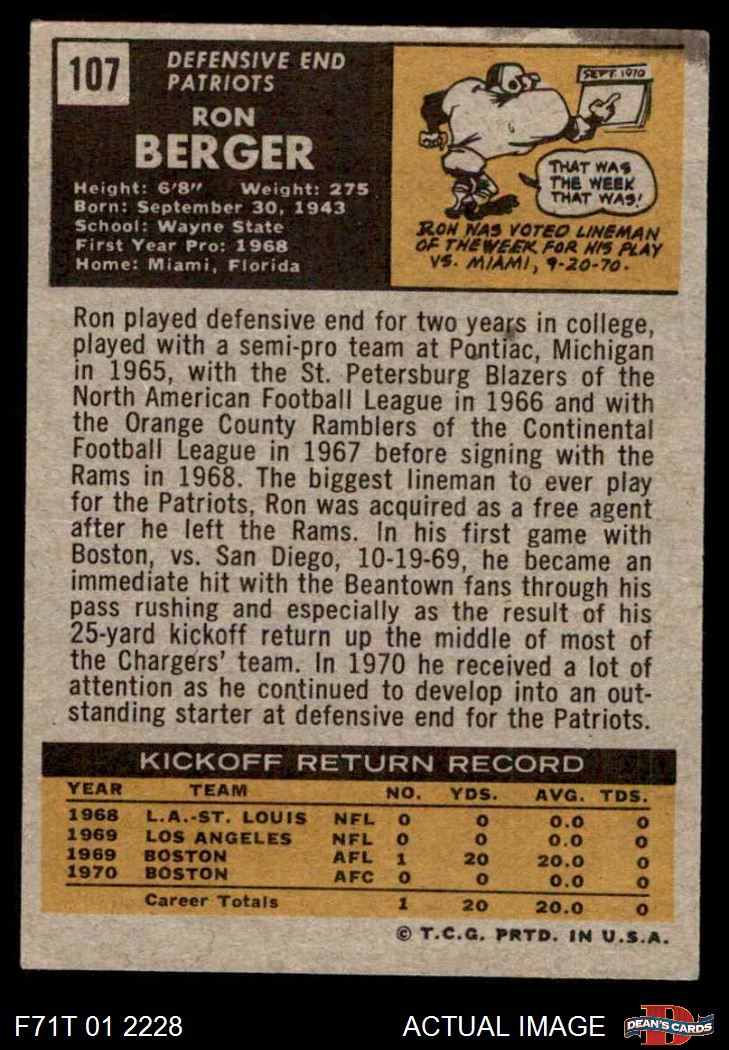 107
DEFENSIVE END
PATRIOTS
RON
BERGER
Height: 6'8" Weight: 275
Born: September 30, 1943
School: Wayne State
First Year Pro: 1968
Home: Miami, Florida
SEPT. 1970
THAT WAS
THE WEEK
THAT WAS!
RON WAS VOTED LINEMAN
OF THE WEEK FOR HIS PLAY
VS. MIAMI, 9-20-70.
Ron played defensive end for two years in college,
played with a semi-pro team at Pontiac, Michigan
in 1965, with the St. Petersburg Blazers of the
North American Football League in 1966 and with
the Orange County Ramblers of the Continental
Football League in 1967 before signing with the
Rams in 1968. The biggest lineman to ever play
for the Patriots, Ron was acquired as a free agent
after he left the Rams. In his first game with
Boston, vs. San Diego, 10-19-69, he became an
immediate hit with the Beantown fans through his
pass rushing and especially as the result of his
25-yard kickoff return up the middle of most of
the Chargers' team. In 1970 he received a lot of
attention as he continued to develop into an out-
standing starter at defensive end for the Patriots.
KICKOFF RETURN RECORD
YEAR TEAM NO. YDS. AVG. TDS.
1968 L.A.-ST. LOUIS NFL 0 0 0.0 0
1969 LOS ANGELES NFL 0 0 0.0 0
1969 BOSTON AFL 1 20 20.0 0
1970 BOSTON AFC 0 0 0.0 0
Career Totals 1 20 20.0 0
© T.C.G. PRTD. IN U.S.A.
F71T 01 2228 ACTUAL IMAGE D DEAN'S CARDS